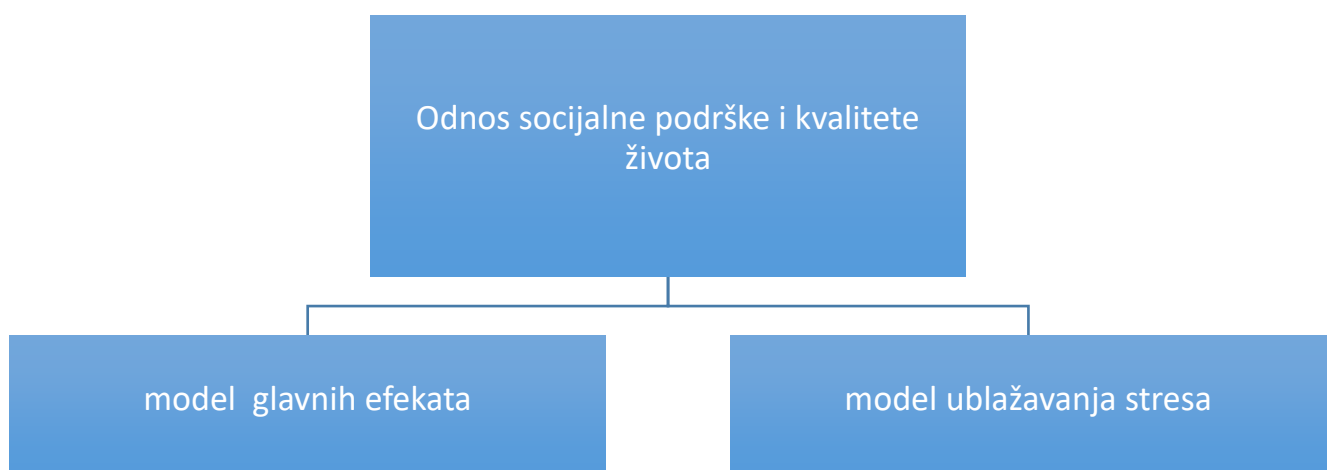 Odnos socijalne podrške i kvalitete
života
model  glavnih efekata
model ublažavanja stresa